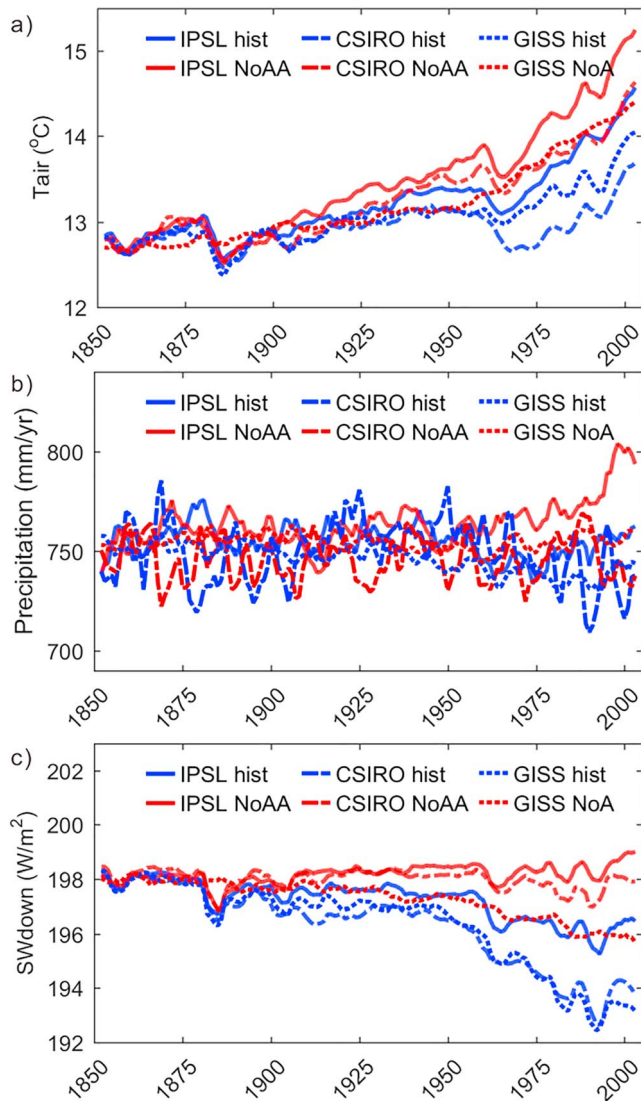 a)
IPSL hist CSIRO hist GISS hist
IPSL NoAA CSIRO NoAA GISS NoA
Tair (°C)
15
14
13
12
1850 1875 1900 1925 1950 1975 2000
b)
IPSL hist CSIRO hist GISS hist
IPSL NoAA CSIRO NoAA GISS NoA
Precipitation (mm/yr)
800
750
700
1850 1875 1900 1925 1950 1975 2000
c)
IPSL hist CSIRO hist GISS hist
IPSL NoAA CSIRO NoAA GISS NoA
SWdown (W/m²)
202
200
198
196
194
192
1850 1875 1900 1925 1950 1975 2000